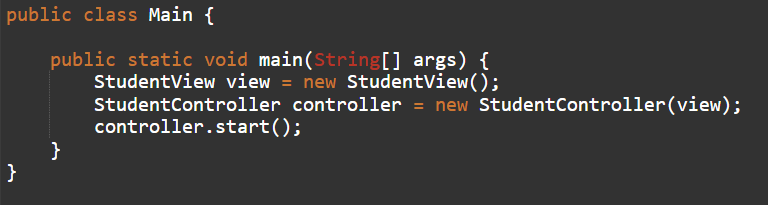 public class Main {
public static void main(String[] args) {
StudentView view = new StudentView();
StudentController controller = new StudentController(view);
controller.start();
}
}